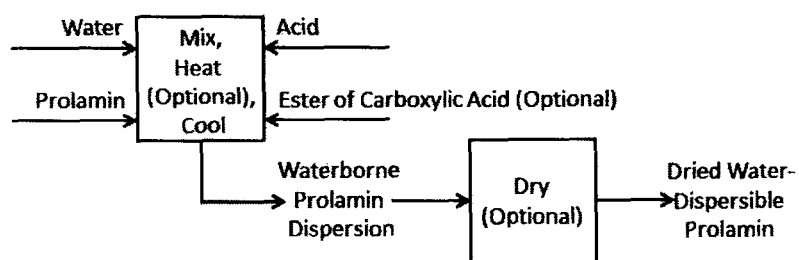 Water
Prolamin
Mix,
Heat
(Optional),
Cool
Acid
Ester of Carboxylic Acid (Optional)
Waterborne
Prolamin
Dispersion
Dry
(Optional)
Dried Water-
Dispersible
Prolamin